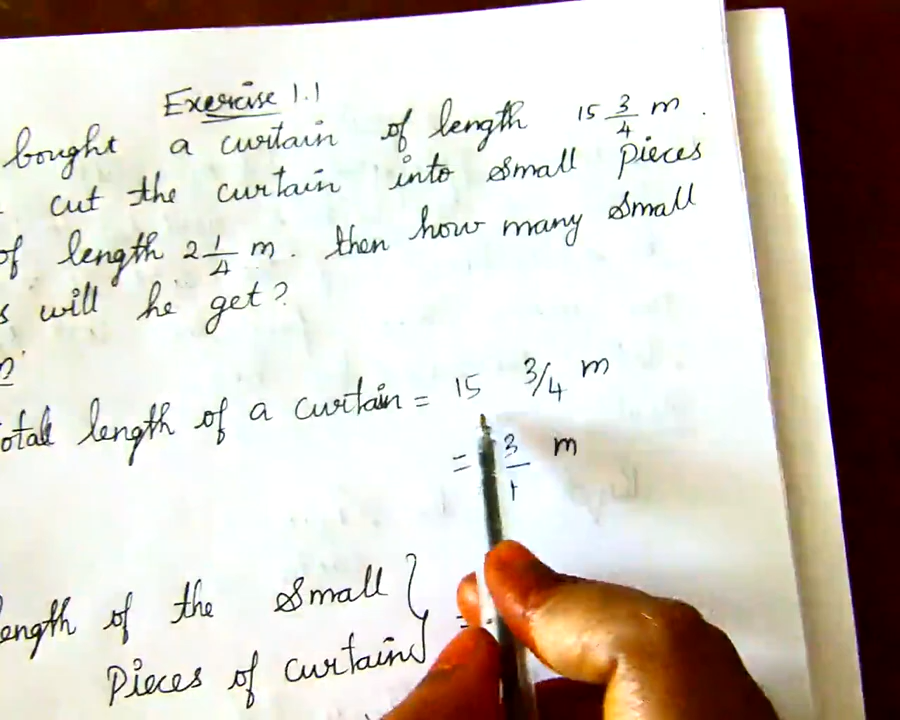 Exercise 1.1
bought a curtain of length 15 3/4 m.
cut the curtain into small pieces
of length 2 1/4 m. then how many small
s will he get?
otal length of a curtain = 15 3/4 m
= 3 m
ength of the small
Pieces of curtain